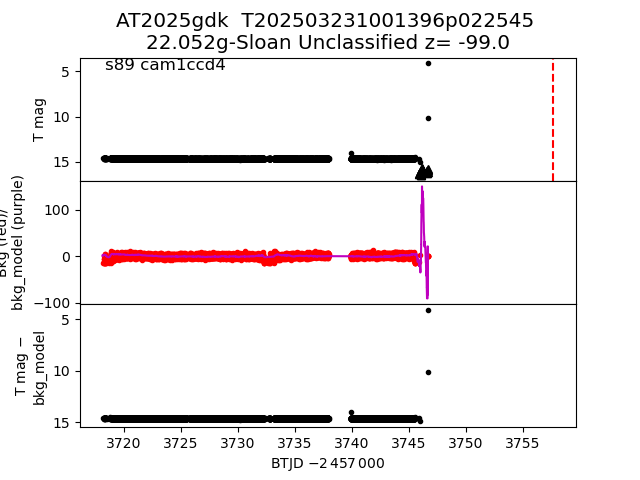 AT2025gdk  T202503231001396p022545
22.052g-Sloan Unclassified z= -99.0
s89 cam1ccd4
5
10
15
T mag
100
0
−100
Bkg (red)/
bkg_model (purple)
5
10
15
T mag −
bkg_model
3720 3725 3730 3735 3740 3745 3750 3755
BTJD −2 457 000